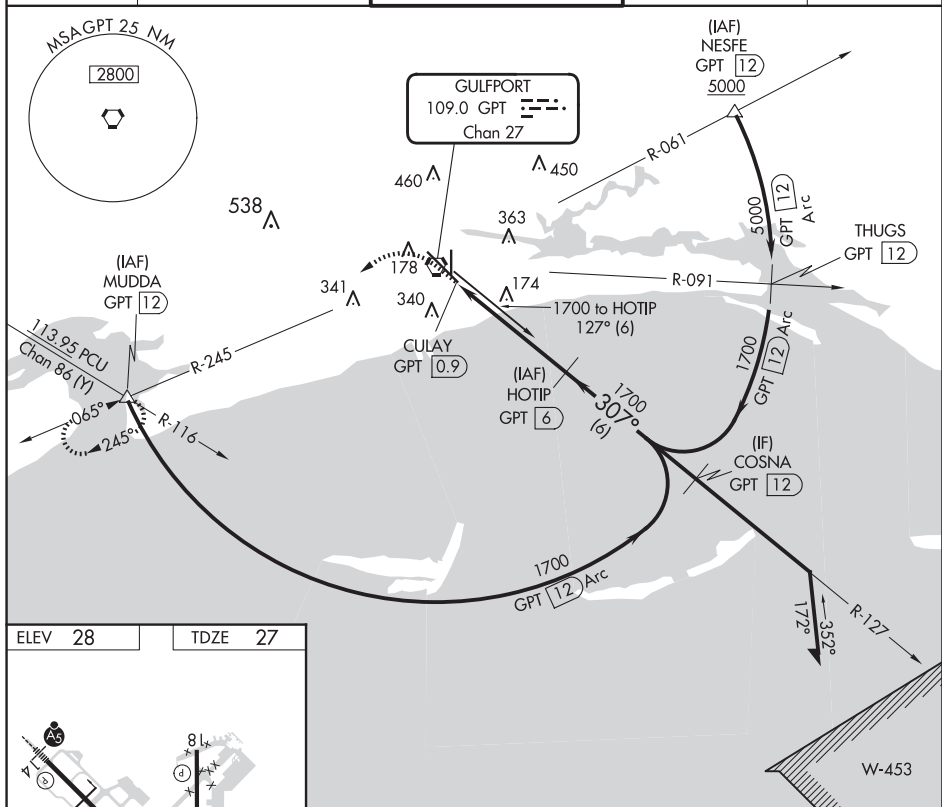 MSA GPT 25 NM
2800
(IAF)
NESFE
GPT 12
5000
GULFPORT
109.0 GPT
Chan 27
R-061
460
450
538
363
5000
GPT 12 Arc
THUGS
GPT 12
(IAF)
MUDDA
GPT 12
178
R-091
341
340
174
1700 to HOTIP
127° (6)
113.95 PCU
Chan 86 (Y)
R-245
CULAY
GPT 0.9
1700
GPT 12 Arc
(IAF)
HOTIP
GPT 6
1700
307°
(6)
065°
245°
R-116
(IF)
COSNA
GPT 12
1700
GPT 12 Arc
172°
352°
R-127
ELEV 28
TDZE 27
A5
14
P
18
P
W-453